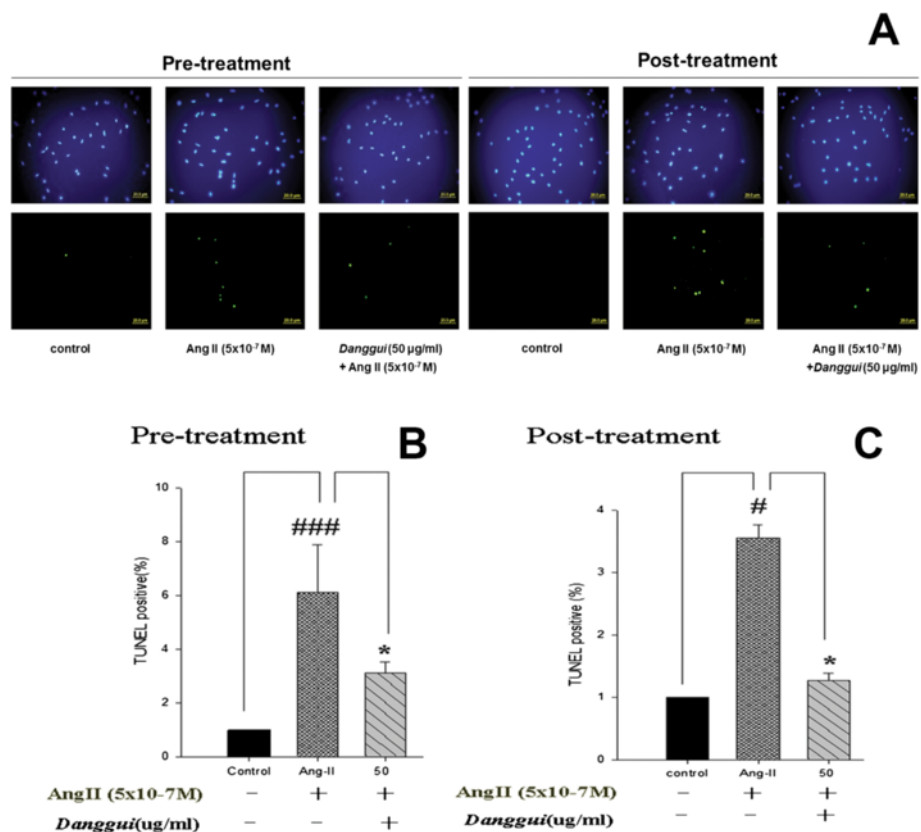 A
Pre-treatment
Post-treatment
control
Ang II (5x10-7 M)
Danggui (50 µg/ml)
+ Ang II (5x10-7 M)
control
Ang II (5x10-7 M)
Ang II (5x10-7 M)
+Danggui (50 µg/ml)
Pre-treatment
B
TUNEL positive(%)
10
8
6
4
2
0
###
*
Control
Ang-II
50
AngII (5x10-7M)
– + +
Danggui(ug/ml)
– – +
Post-treatment
C
TUNEL positive (%)
4
3
2
1
0
#
*
control
Ang-II
50
AngII (5x10-7M)
– + +
Danggui(ug/ml)
– – +